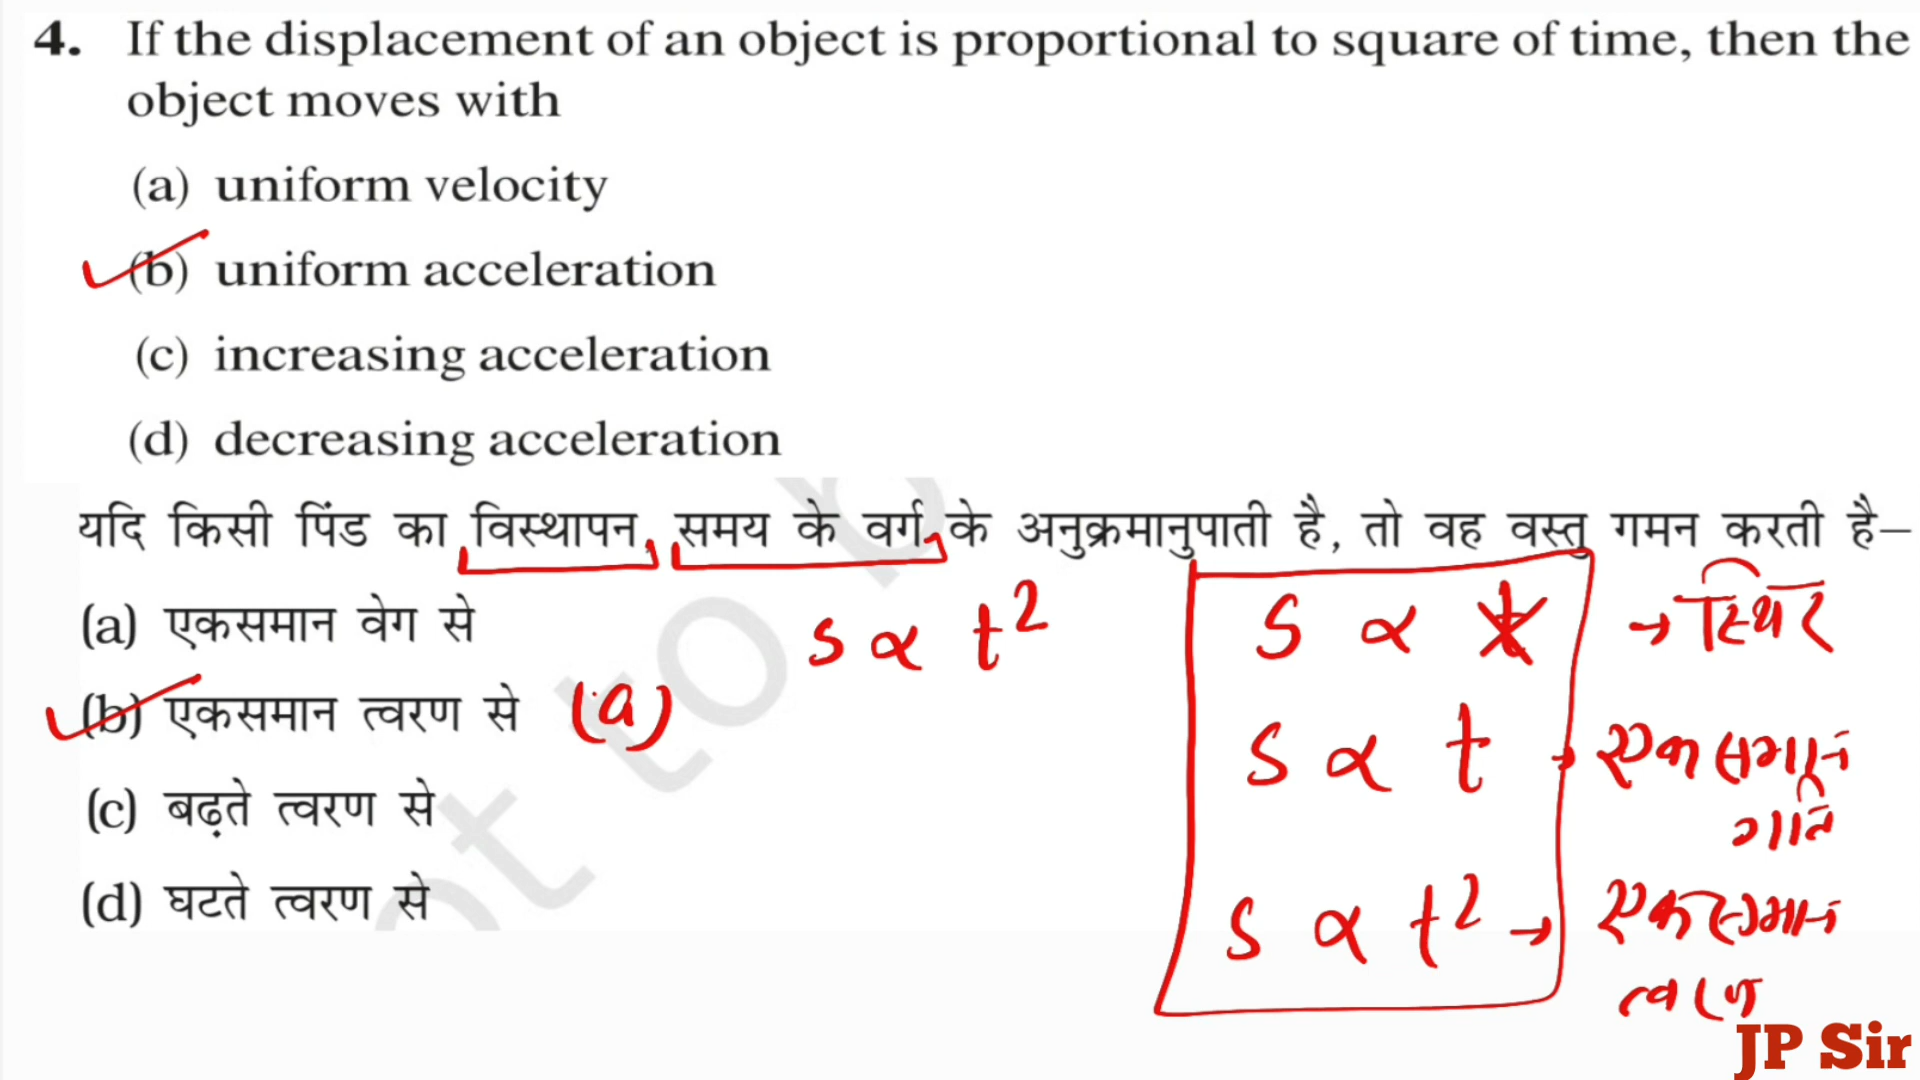 4. If the displacement of an object is proportional to square of time, then the
object moves with
(a) uniform velocity
(b) uniform acceleration
(c) increasing acceleration
(d) decreasing acceleration
यदि किसी पिंड का विस्थापन, समय के वर्ग के अनुक्रमानुपाती है, तो वह वस्तु गमन करती है–
(a) एकसमान वेग से
(b) एकसमान त्वरण से (a)
(c) बढ़ते त्वरण से
(d) घटते त्वरण से
s α t²
S α → स्थिर
S α t → एक समान
गति
S α t² → एकसमान
त्वरण
JP Sir